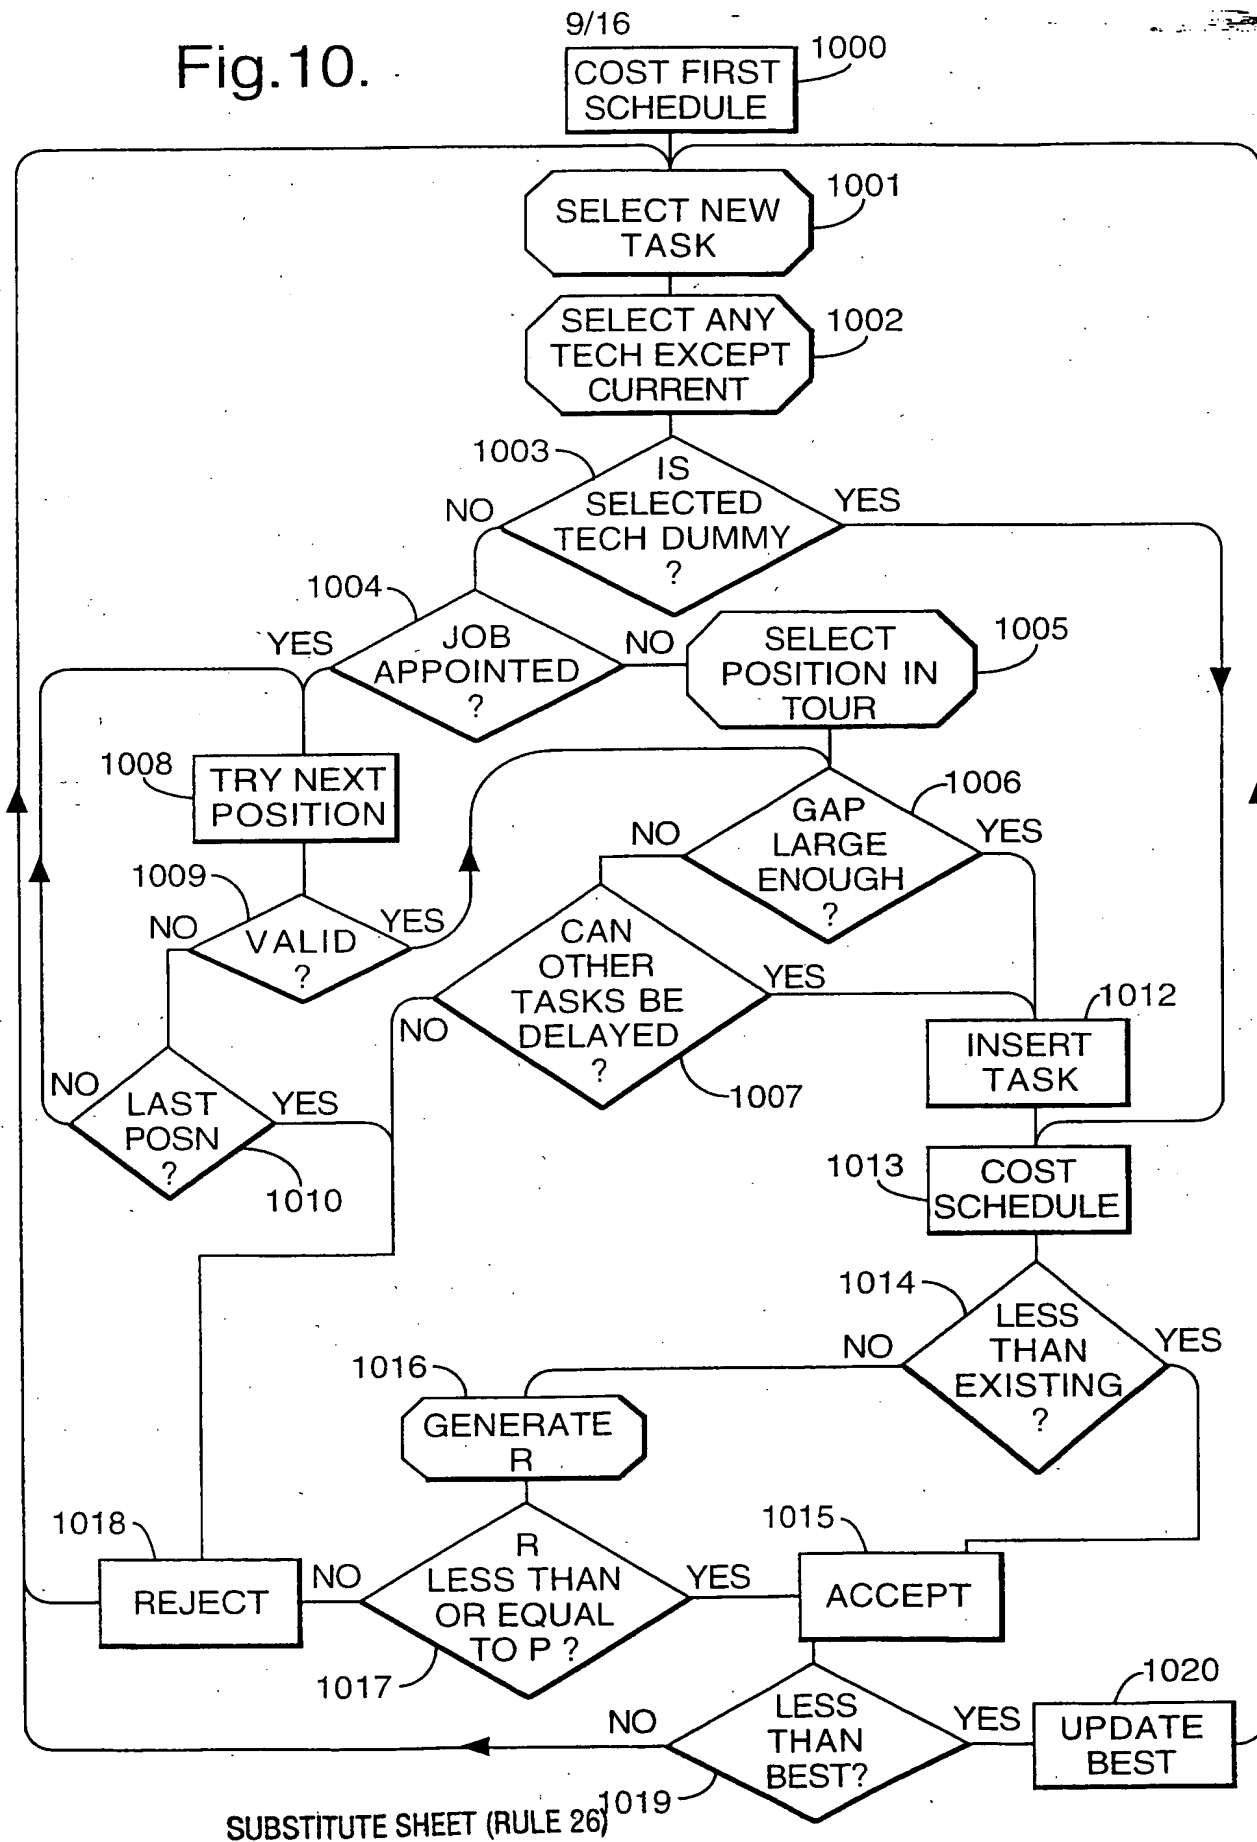 9/16
Fig.10.
COST FIRST
SCHEDULE
1000
SELECT NEW
TASK
1001
SELECT ANY
TECH EXCEPT
CURRENT
1002
1003
IS
SELECTED
TECH DUMMY
?
NO
YES
1004
JOB
APPOINTED
?
YES
NO
SELECT
POSITION IN
TOUR
1005
1008
TRY NEXT
POSITION
GAP
LARGE
ENOUGH
?
1006
NO
YES
1009
VALID
?
NO
YES
CAN
OTHER
TASKS BE
DELAYED
?
YES
NO
1007
1012
INSERT
TASK
NO
LAST
POSN
?
YES
1010
1013
COST
SCHEDULE
1014
LESS
THAN
EXISTING
?
NO
YES
1016
GENERATE
R
1018
REJECT
NO
R
LESS THAN
OR EQUAL
TO P ?
YES
1017
1015
ACCEPT
NO
LESS
THAN
BEST?
YES
1019
1020
UPDATE
BEST
SUBSTITUTE SHEET (RULE 26)